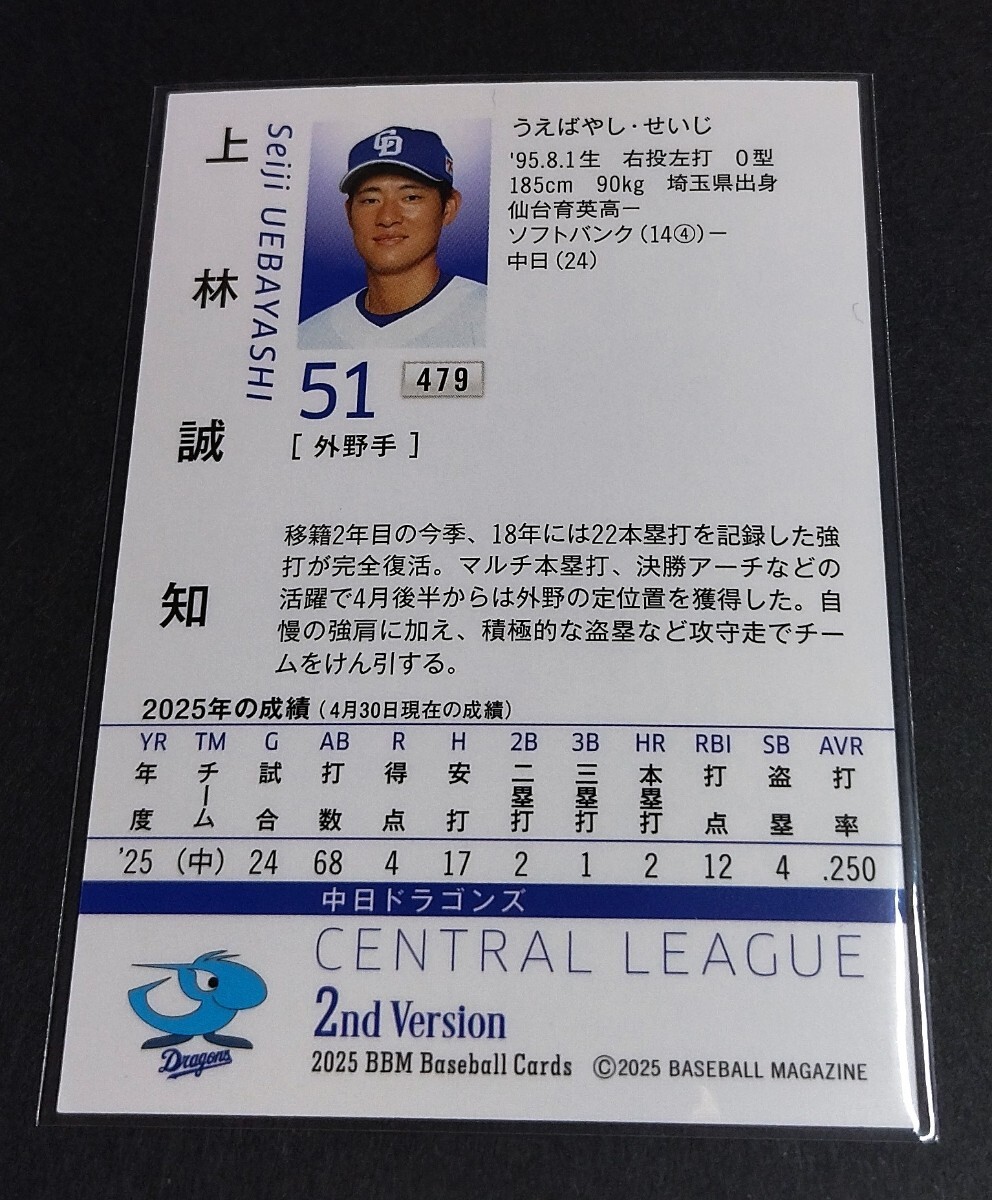 上林誠知
Seiji UEBAYASHI
うえばやし・せいじ
'95.8.1生 右投左打 O型
185cm 90kg 埼玉県出身
仙台育英高－
ソフトバンク(14④)－
中日(24)
51
479
[ 外野手 ]
移籍2年目の今季、18年には22本塁打を記録した強
打が完全復活。マルチ本塁打、決勝アーチなどの
活躍で4月後半からは外野の定位置を獲得した。自
慢の強肩に加え、積極的な盗塁など攻守走でチー
ムをけん引する。
2025年の成績(4月30日現在の成績)
YR TM G AB R H 2B 3B HR RBI SB AVR
年度 チーム 試合 打数 得点 安打 二塁打 三塁打 本塁打 打点 盗塁 打率
'25 (中) 24 68 4 17 2 1 2 12 4 .250
中日ドラゴンズ
CENTRAL LEAGUE
2nd Version
Dragons
2025 BBM Baseball Cards ©2025 BASEBALL MAGAZINE